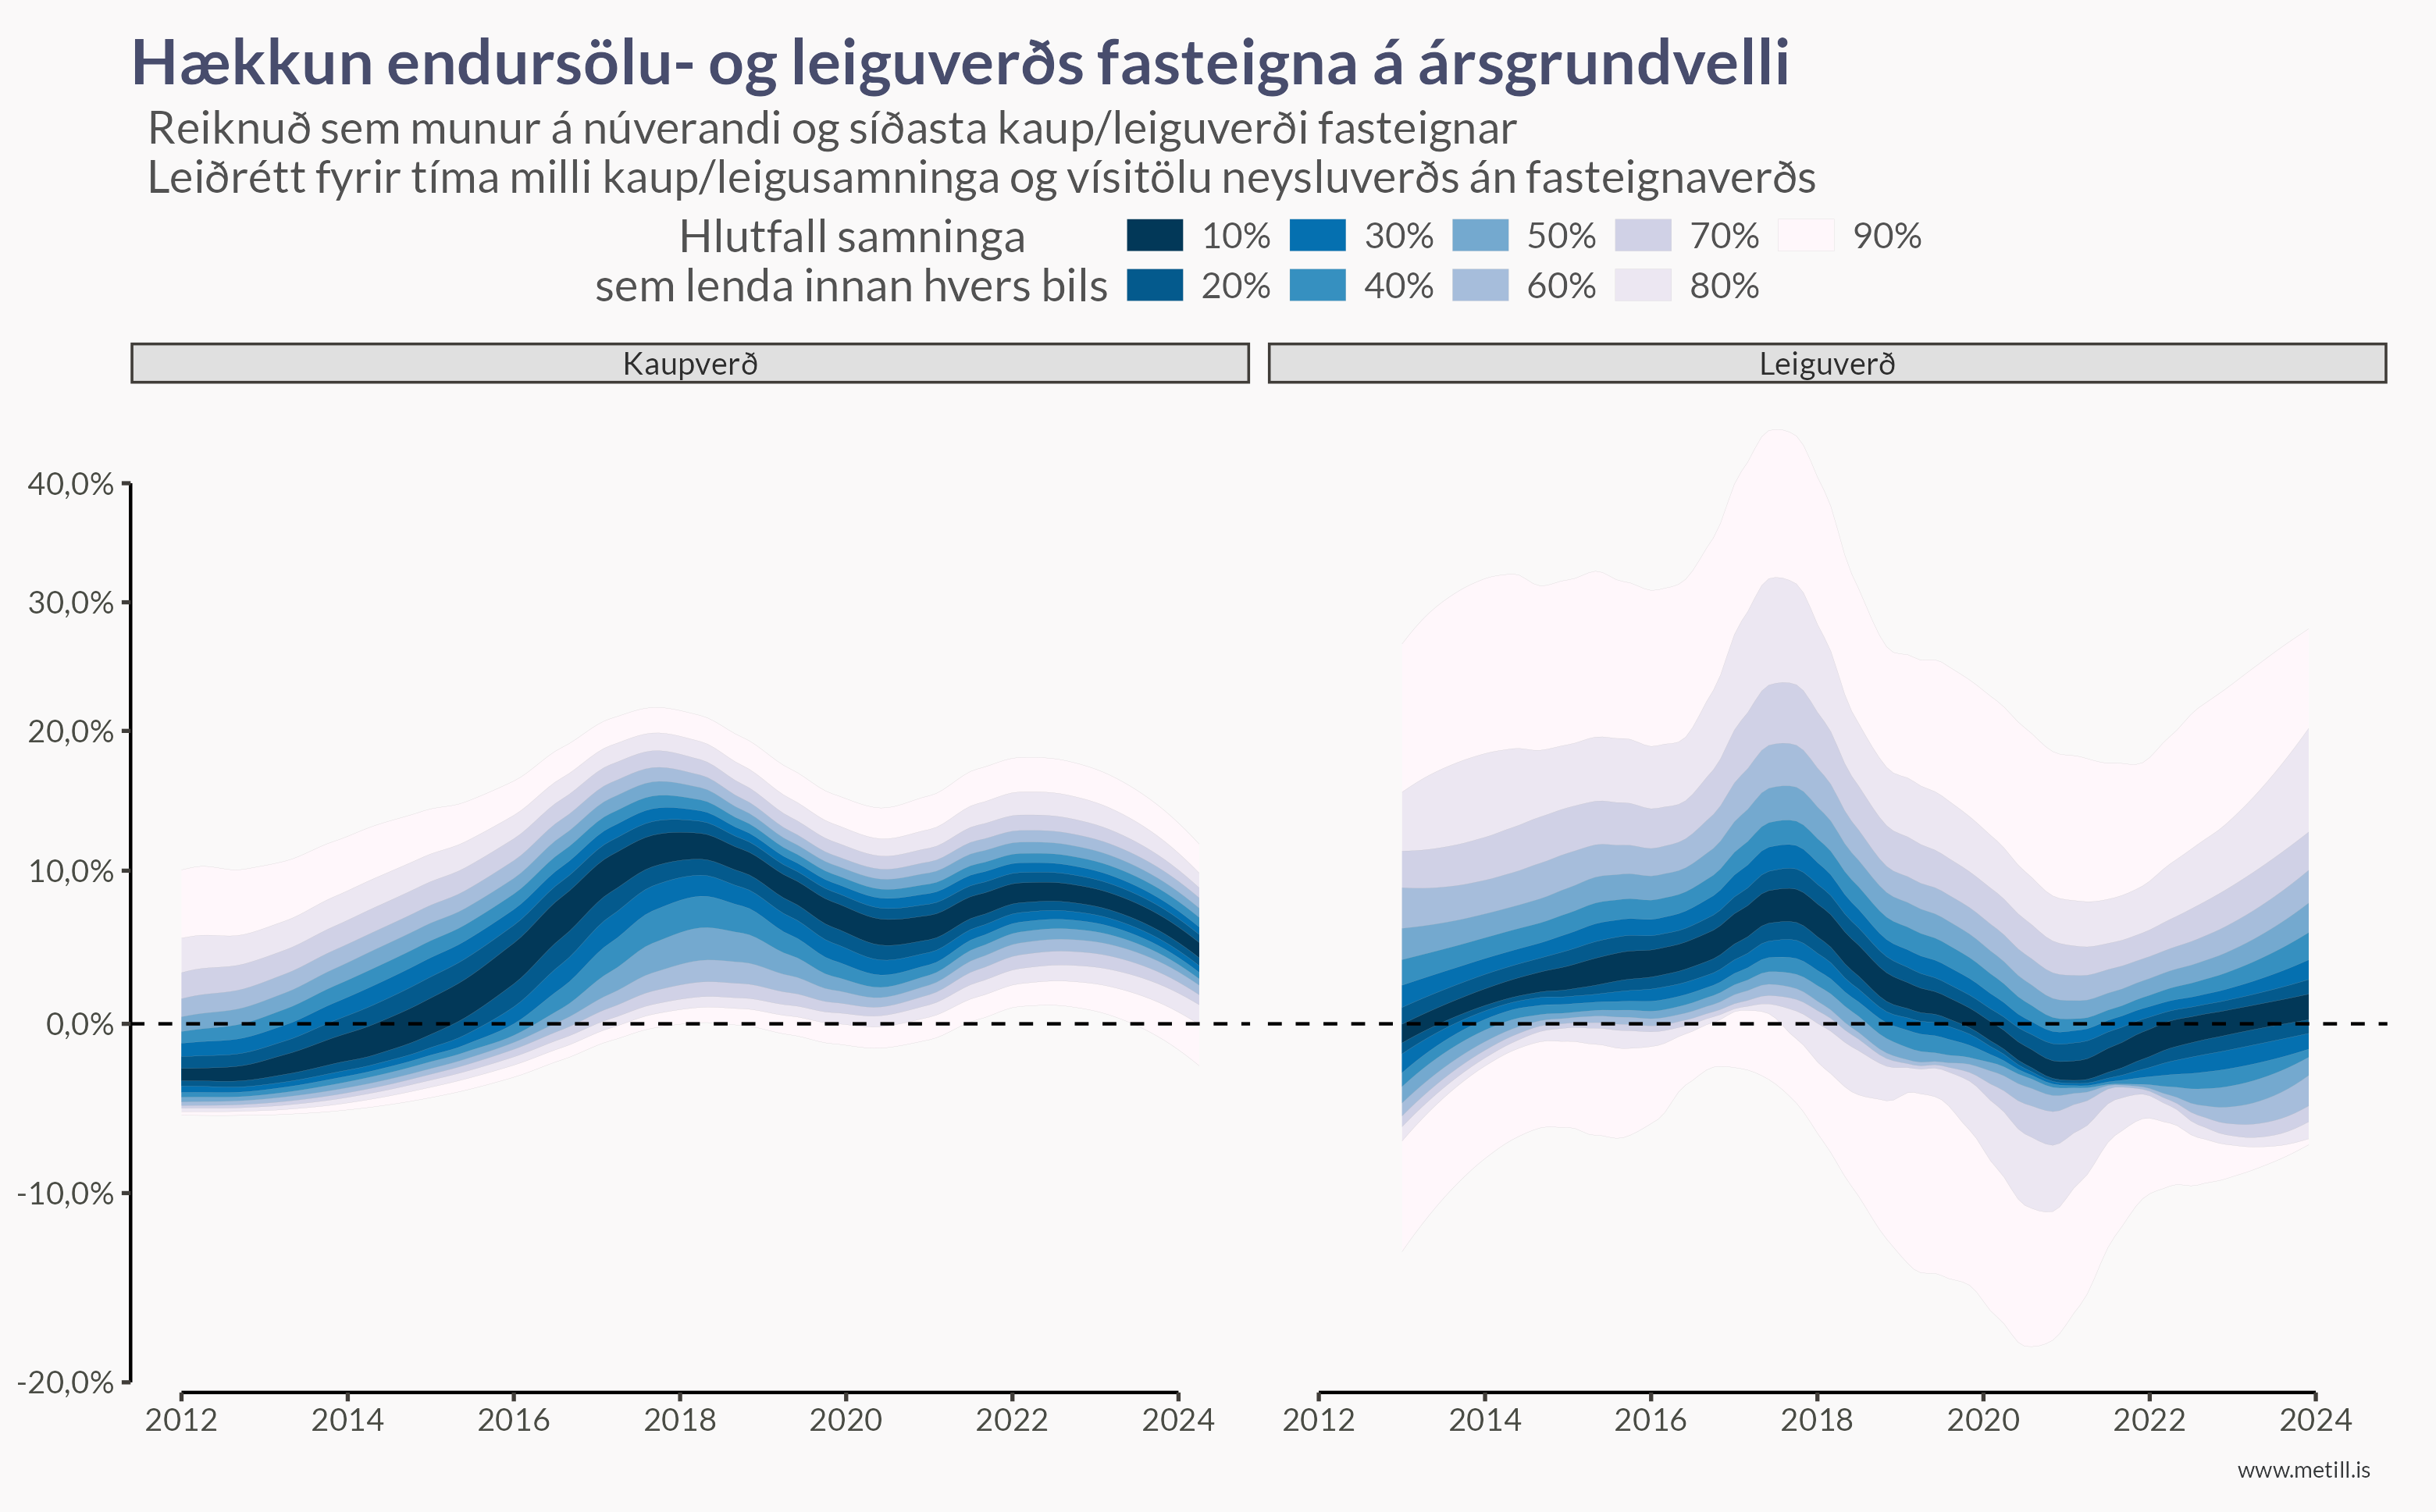 Hækkun endursölu- og leiguverðs fasteigna á ársgrundvelli
Reiknuð sem munur á núverandi og síðasta kaup/leiguverði fasteignar
Leiðrétt fyrir tíma milli kaup/leigusamninga og vísitölu neysluverðs án fasteignaverðs
Hlutfall samninga
sem lenda innan hvers bils
10% 30% 50% 70% 90%
20% 40% 60% 80%
Kaupverð
Leiguverð
40,0%
30,0%
20,0%
10,0%
0,0%
-10,0%
-20,0%
2012 2014 2016 2018 2020 2022 2024
2012 2014 2016 2018 2020 2022 2024
www.metill.is